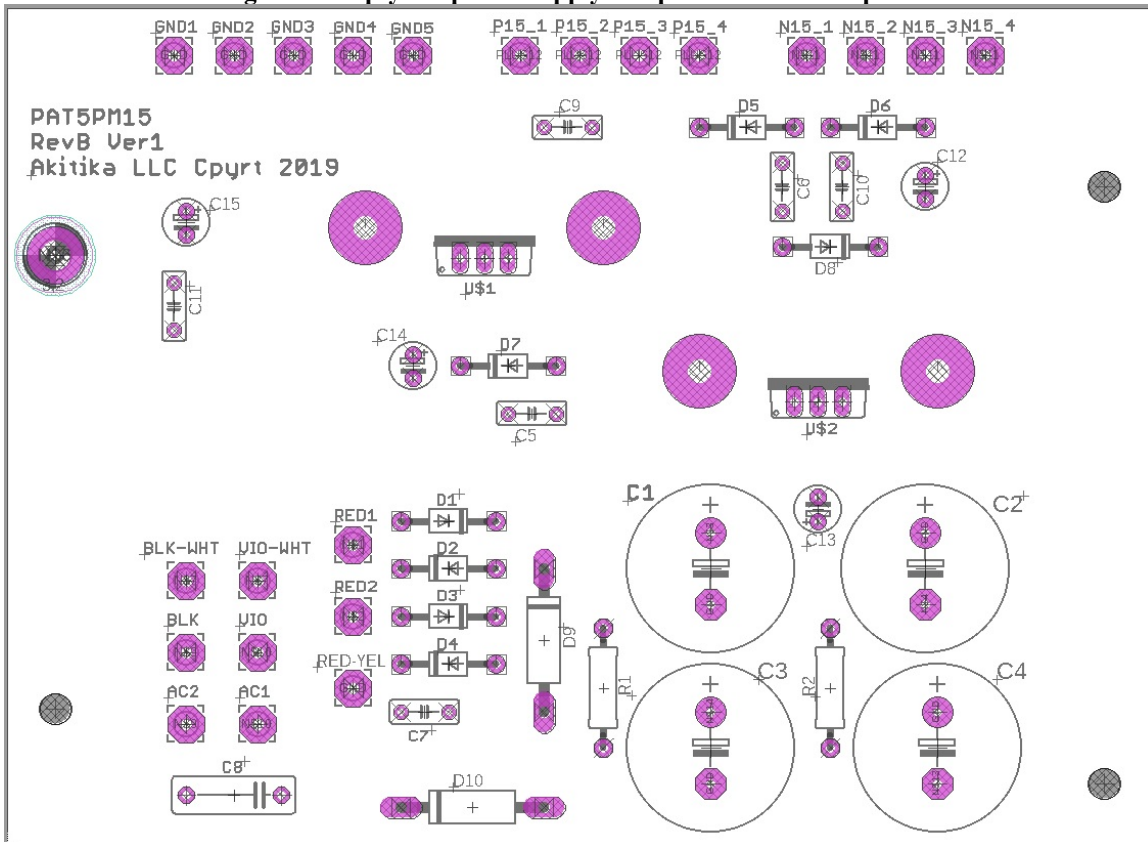 GND1 GND2 GND3 GND4 GND5 P15_1 P15_2 P15_3 P15_4 N15_1 N15_2 N15_3 N15_4
PAT5PM15
RevB Ver1
Akitika LLC Cpyrt 2019
C9
D5
D6
C12
C6
C10
C15
D8
3.2
C11
U$1
C14
D7
C5
U$2
C1
C2
C13
D1
RED1
BLK-WHT
VIO-WHT
D2
RED2
D3
BLK
VIO
D9
D4
RED-YEL
R1
R2
C3
C4
AC2
AC1
C7
C8
D10